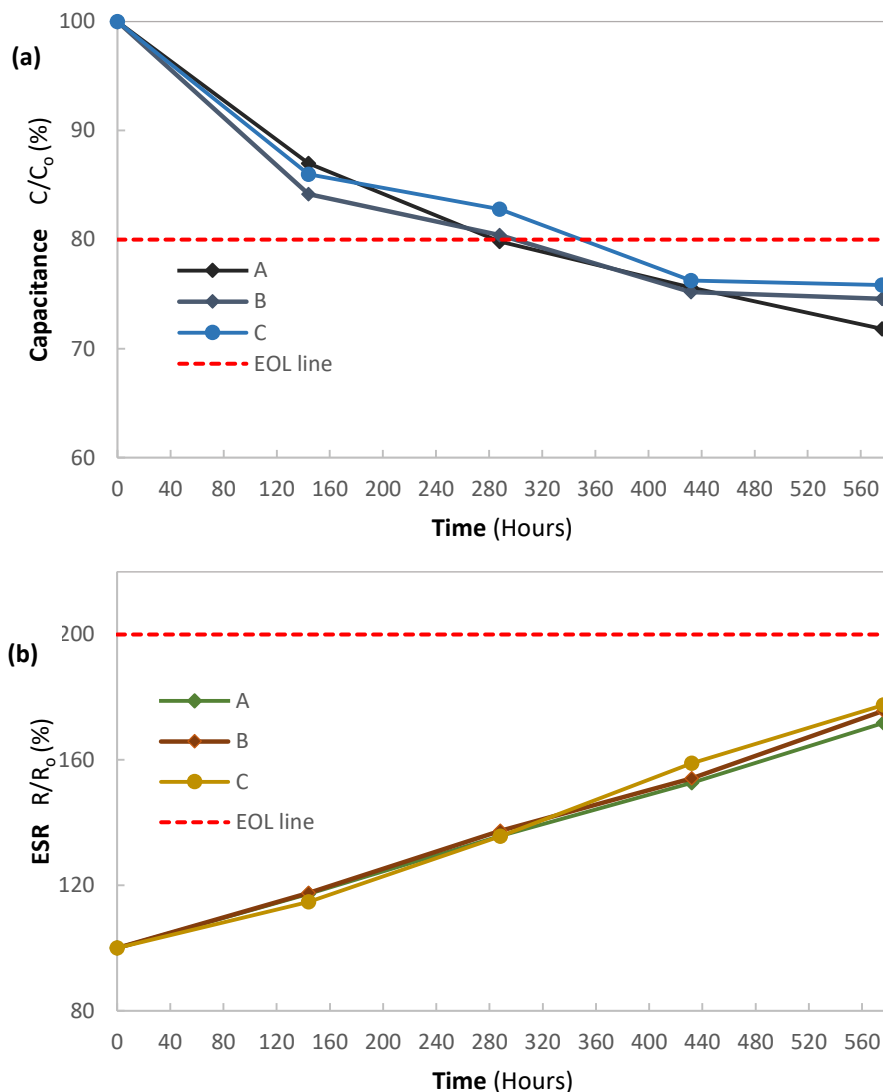 (a)
Capacitance C/Co (%)
100
90
80
70
60
A
B
C
EOL line
0 40 80 120 160 200 240 280 320 360 400 440 480 520 560
Time (Hours)
(b)
ESR R/Ro (%)
200
160
120
80
A
B
C
EOL line
0 40 80 120 160 200 240 280 320 360 400 440 480 520 560
Time (Hours)